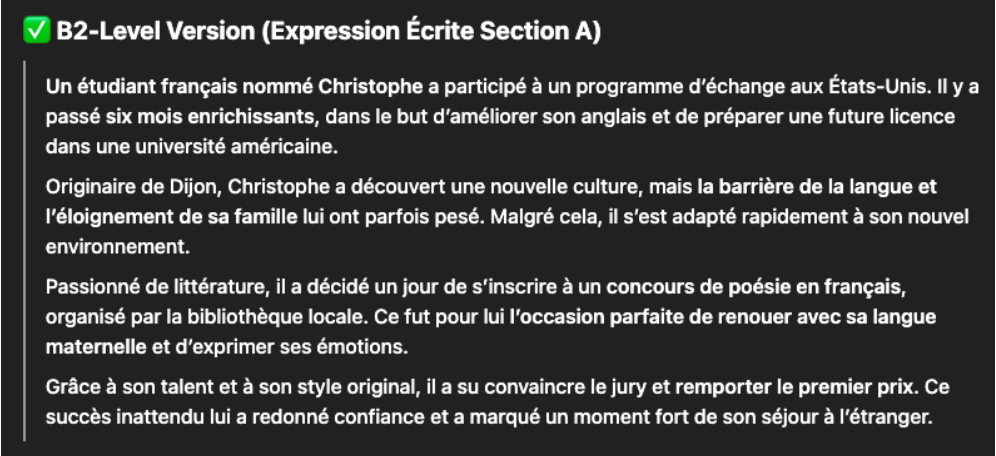 ✅ B2-Level Version (Expression Écrite Section A)
Un étudiant français nommé Christophe a participé à un programme d’échange aux États-Unis. Il y a
passé six mois enrichissants, dans le but d’améliorer son anglais et de préparer une future licence
dans une université américaine.
Originaire de Dijon, Christophe a découvert une nouvelle culture, mais la barrière de la langue et
l’éloignement de sa famille lui ont parfois pesé. Malgré cela, il s’est adapté rapidement à son nouvel
environnement.
Passionné de littérature, il a décidé un jour de s’inscrire à un concours de poésie en français,
organisé par la bibliothèque locale. Ce fut pour lui l’occasion parfaite de renouer avec sa langue
maternelle et d’exprimer ses émotions.
Grâce à son talent et à son style original, il a su convaincre le jury et remporter le premier prix. Ce
succès inattendu lui a redonné confiance et a marqué un moment fort de son séjour à l’étranger.